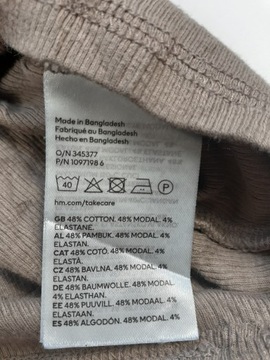 Made in Bangladesh
Fabriqué au Bangladesh
Hecho en Bangladesh
O/N 345377
P/N 1097198 6
40
P
hm.com/takecare
GB 48% COTTON. 48% MODAL. 4%
ELASTANE.
AL 48% PAMBUK. 48% MODAL. 4%
ELASTAN.
CAT 48% COTÓ. 48% MODAL. 4%
ELASTÀ.
CZ 48% BAVLNA. 48% MODAL. 4%
ELASTAN.
DE 48% BAUMWOLLE. 48% MODAL.
4% ELASTHAN.
EE 48% PUUVILL. 48% MODAAL. 4%
ELASTAAN.
ES 48% ALGODÓN. 48% MODAL. 4%